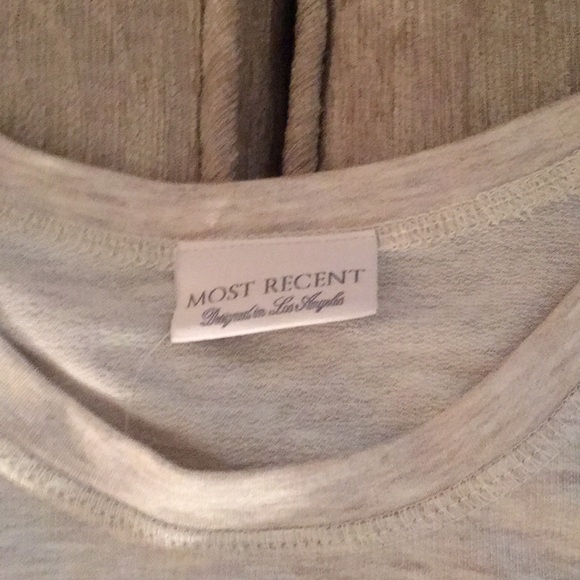 MOST RECENT
Designed in Los Angeles